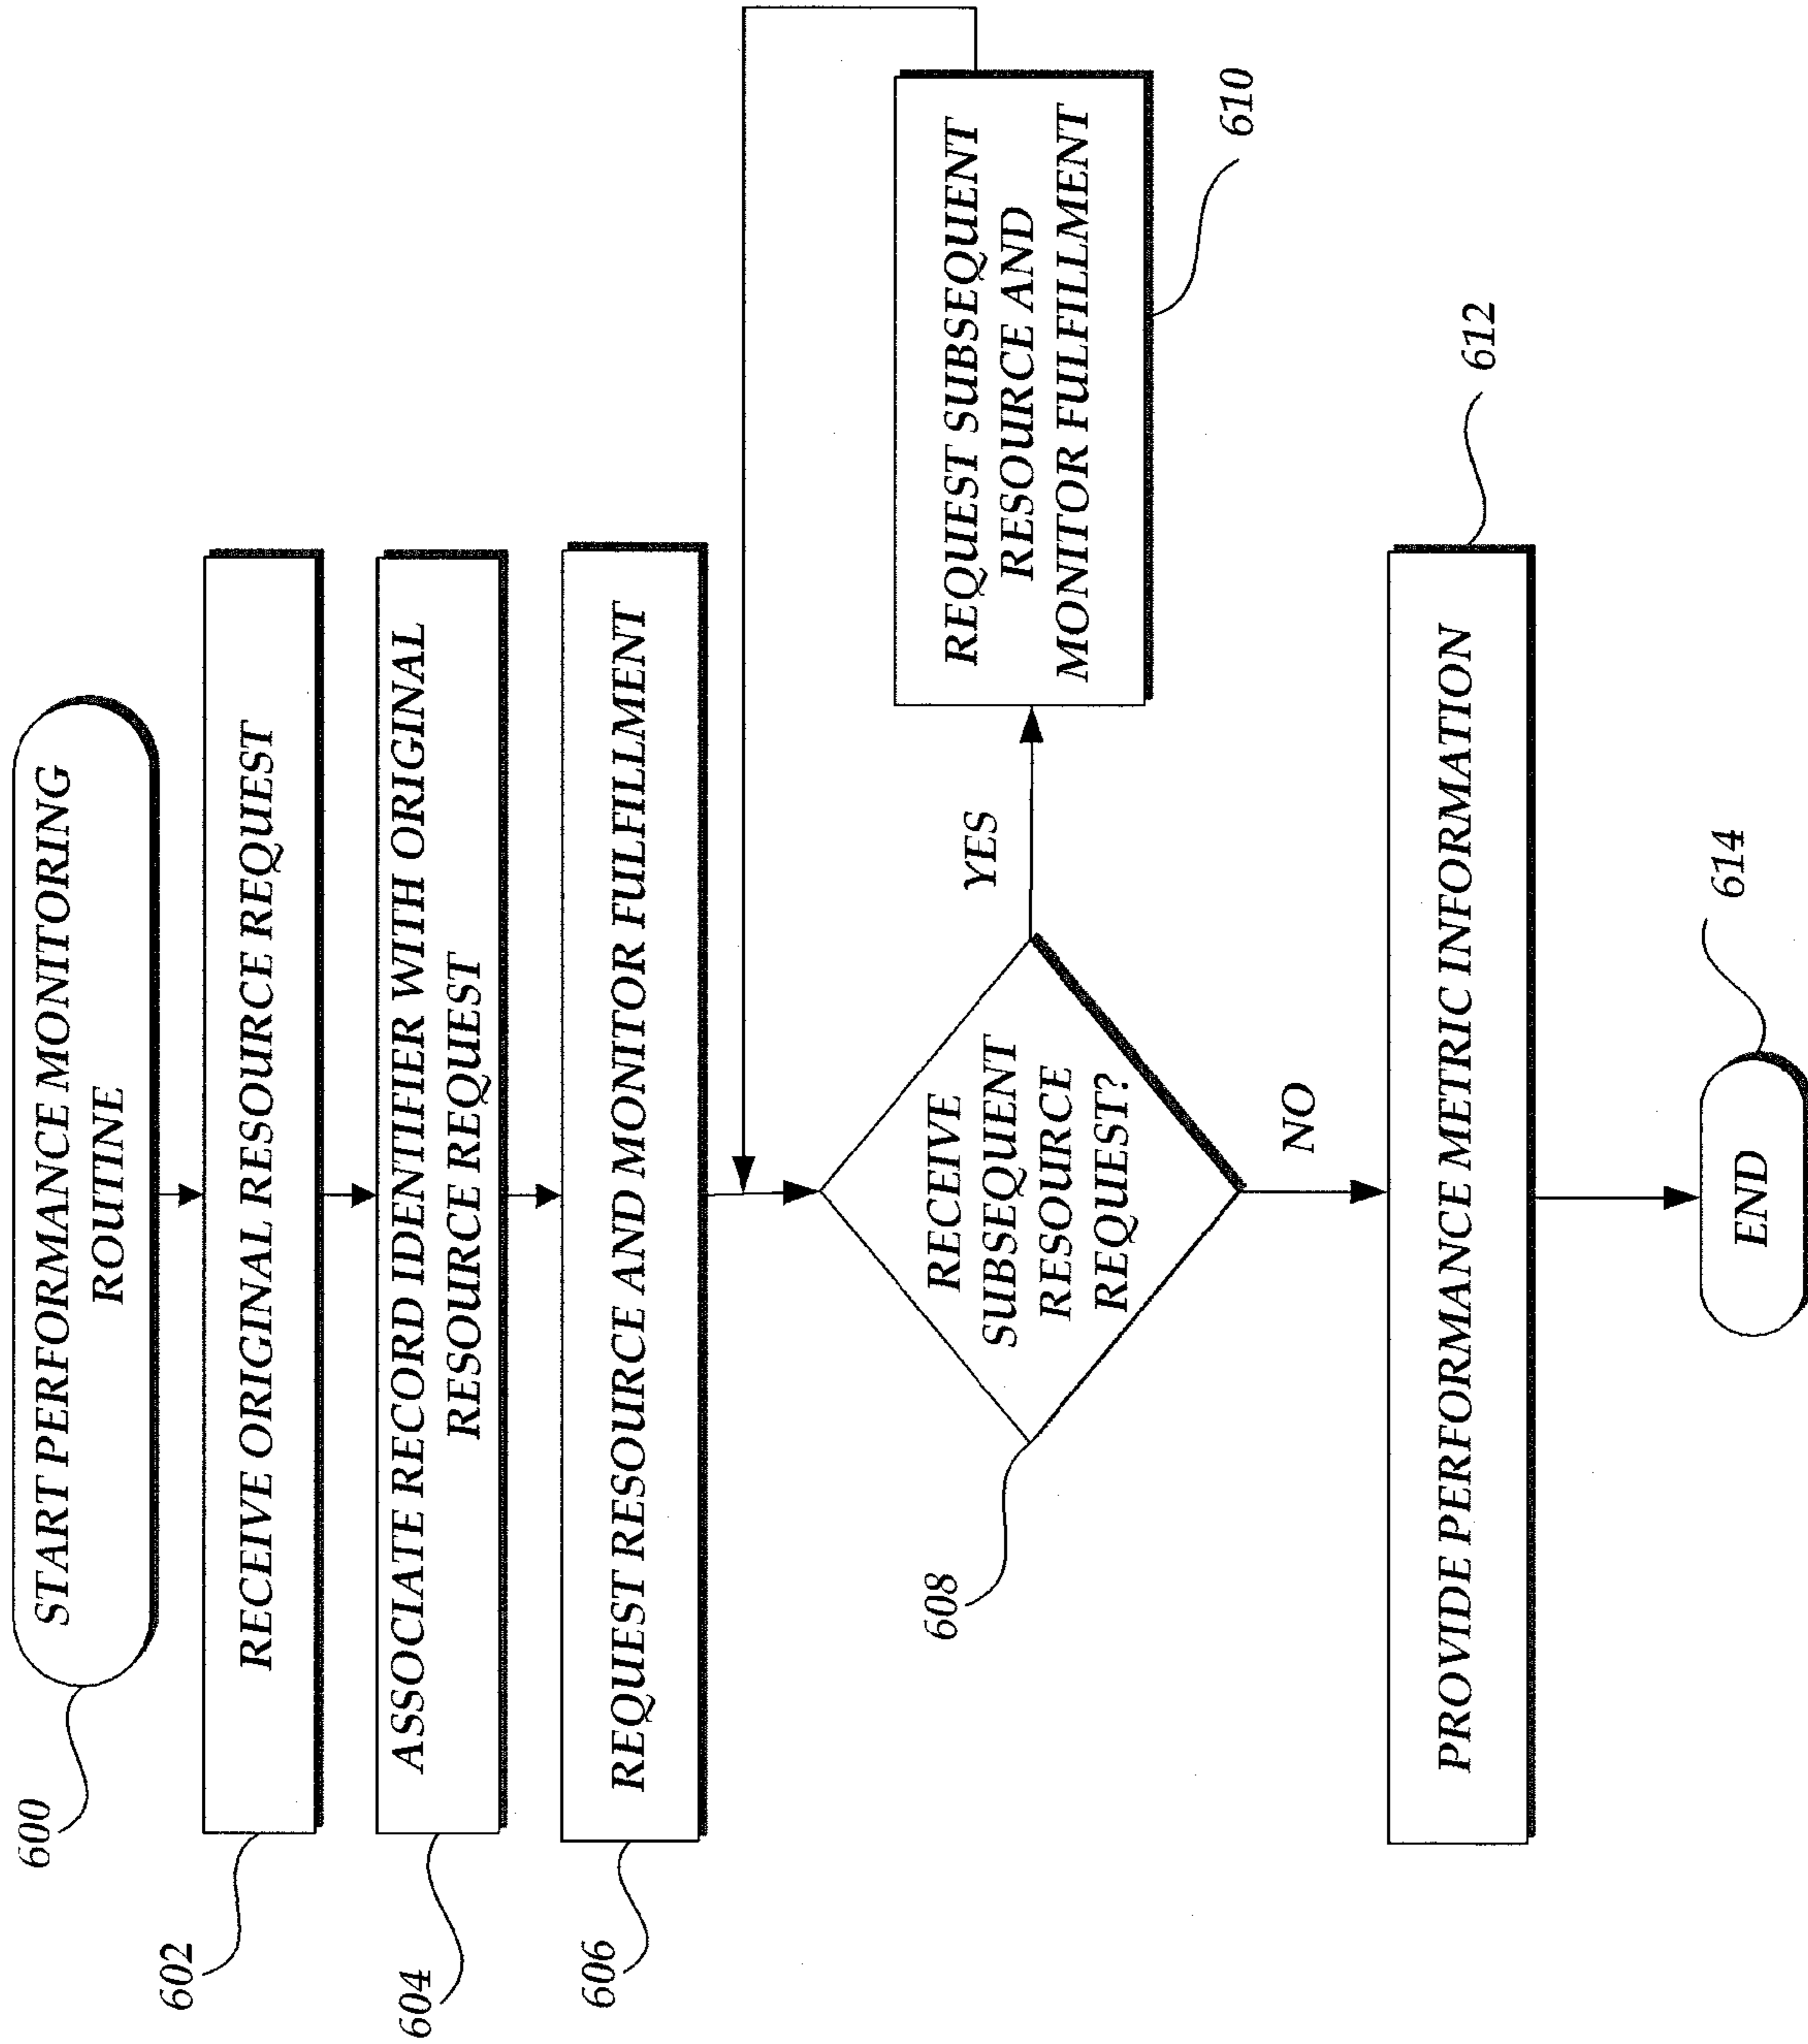 600
START PERFORMANCE MONITORING
ROUTINE
602
RECEIVE ORIGINAL RESOURCE REQUEST
604
ASSOCIATE RECORD IDENTIFIER WITH ORIGINAL
RESOURCE REQUEST
606
REQUEST RESOURCE AND MONITOR FULFILLMENT
608
RECEIVE
SUBSEQUENT
RESOURCE
REQUEST?
YES
REQUEST SUBSEQUENT
RESOURCE AND
MONITOR FULFILLMENT
610
NO
PROVIDE PERFORMANCE METRIC INFORMATION
612
END
614